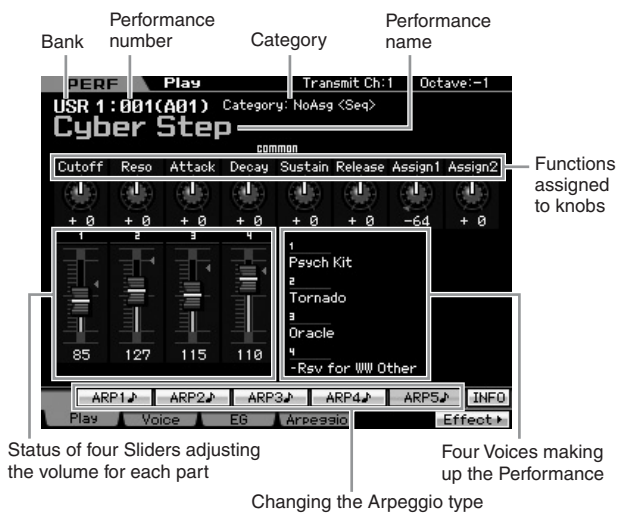 Performance number
Performance name
Bank
Category
PERF Play Transmit Ch:1 Octave:−1
USR 1:001(A01) Category: NoAsg <Seq>
Cyber Step
common
Cutoff Reso Attack Decay Sustain Release Assign1 Assign2
+ 0 + 0 + 0 + 0 + 0 + 0 −64 + 0
Functions assigned to knobs
1 2 3 4
85 127 115 110
1
Psych Kit
2
Tornado
3
Oracle
4
-Rsv for WW Other
ARP1♪ ARP2♪ ARP3♪ ARP4♪ ARP5♪ INFO
Play Voice EG Arpeggio Effect
Status of four Sliders adjusting the volume for each part
Four Voices making up the Performance
Changing the Arpeggio type